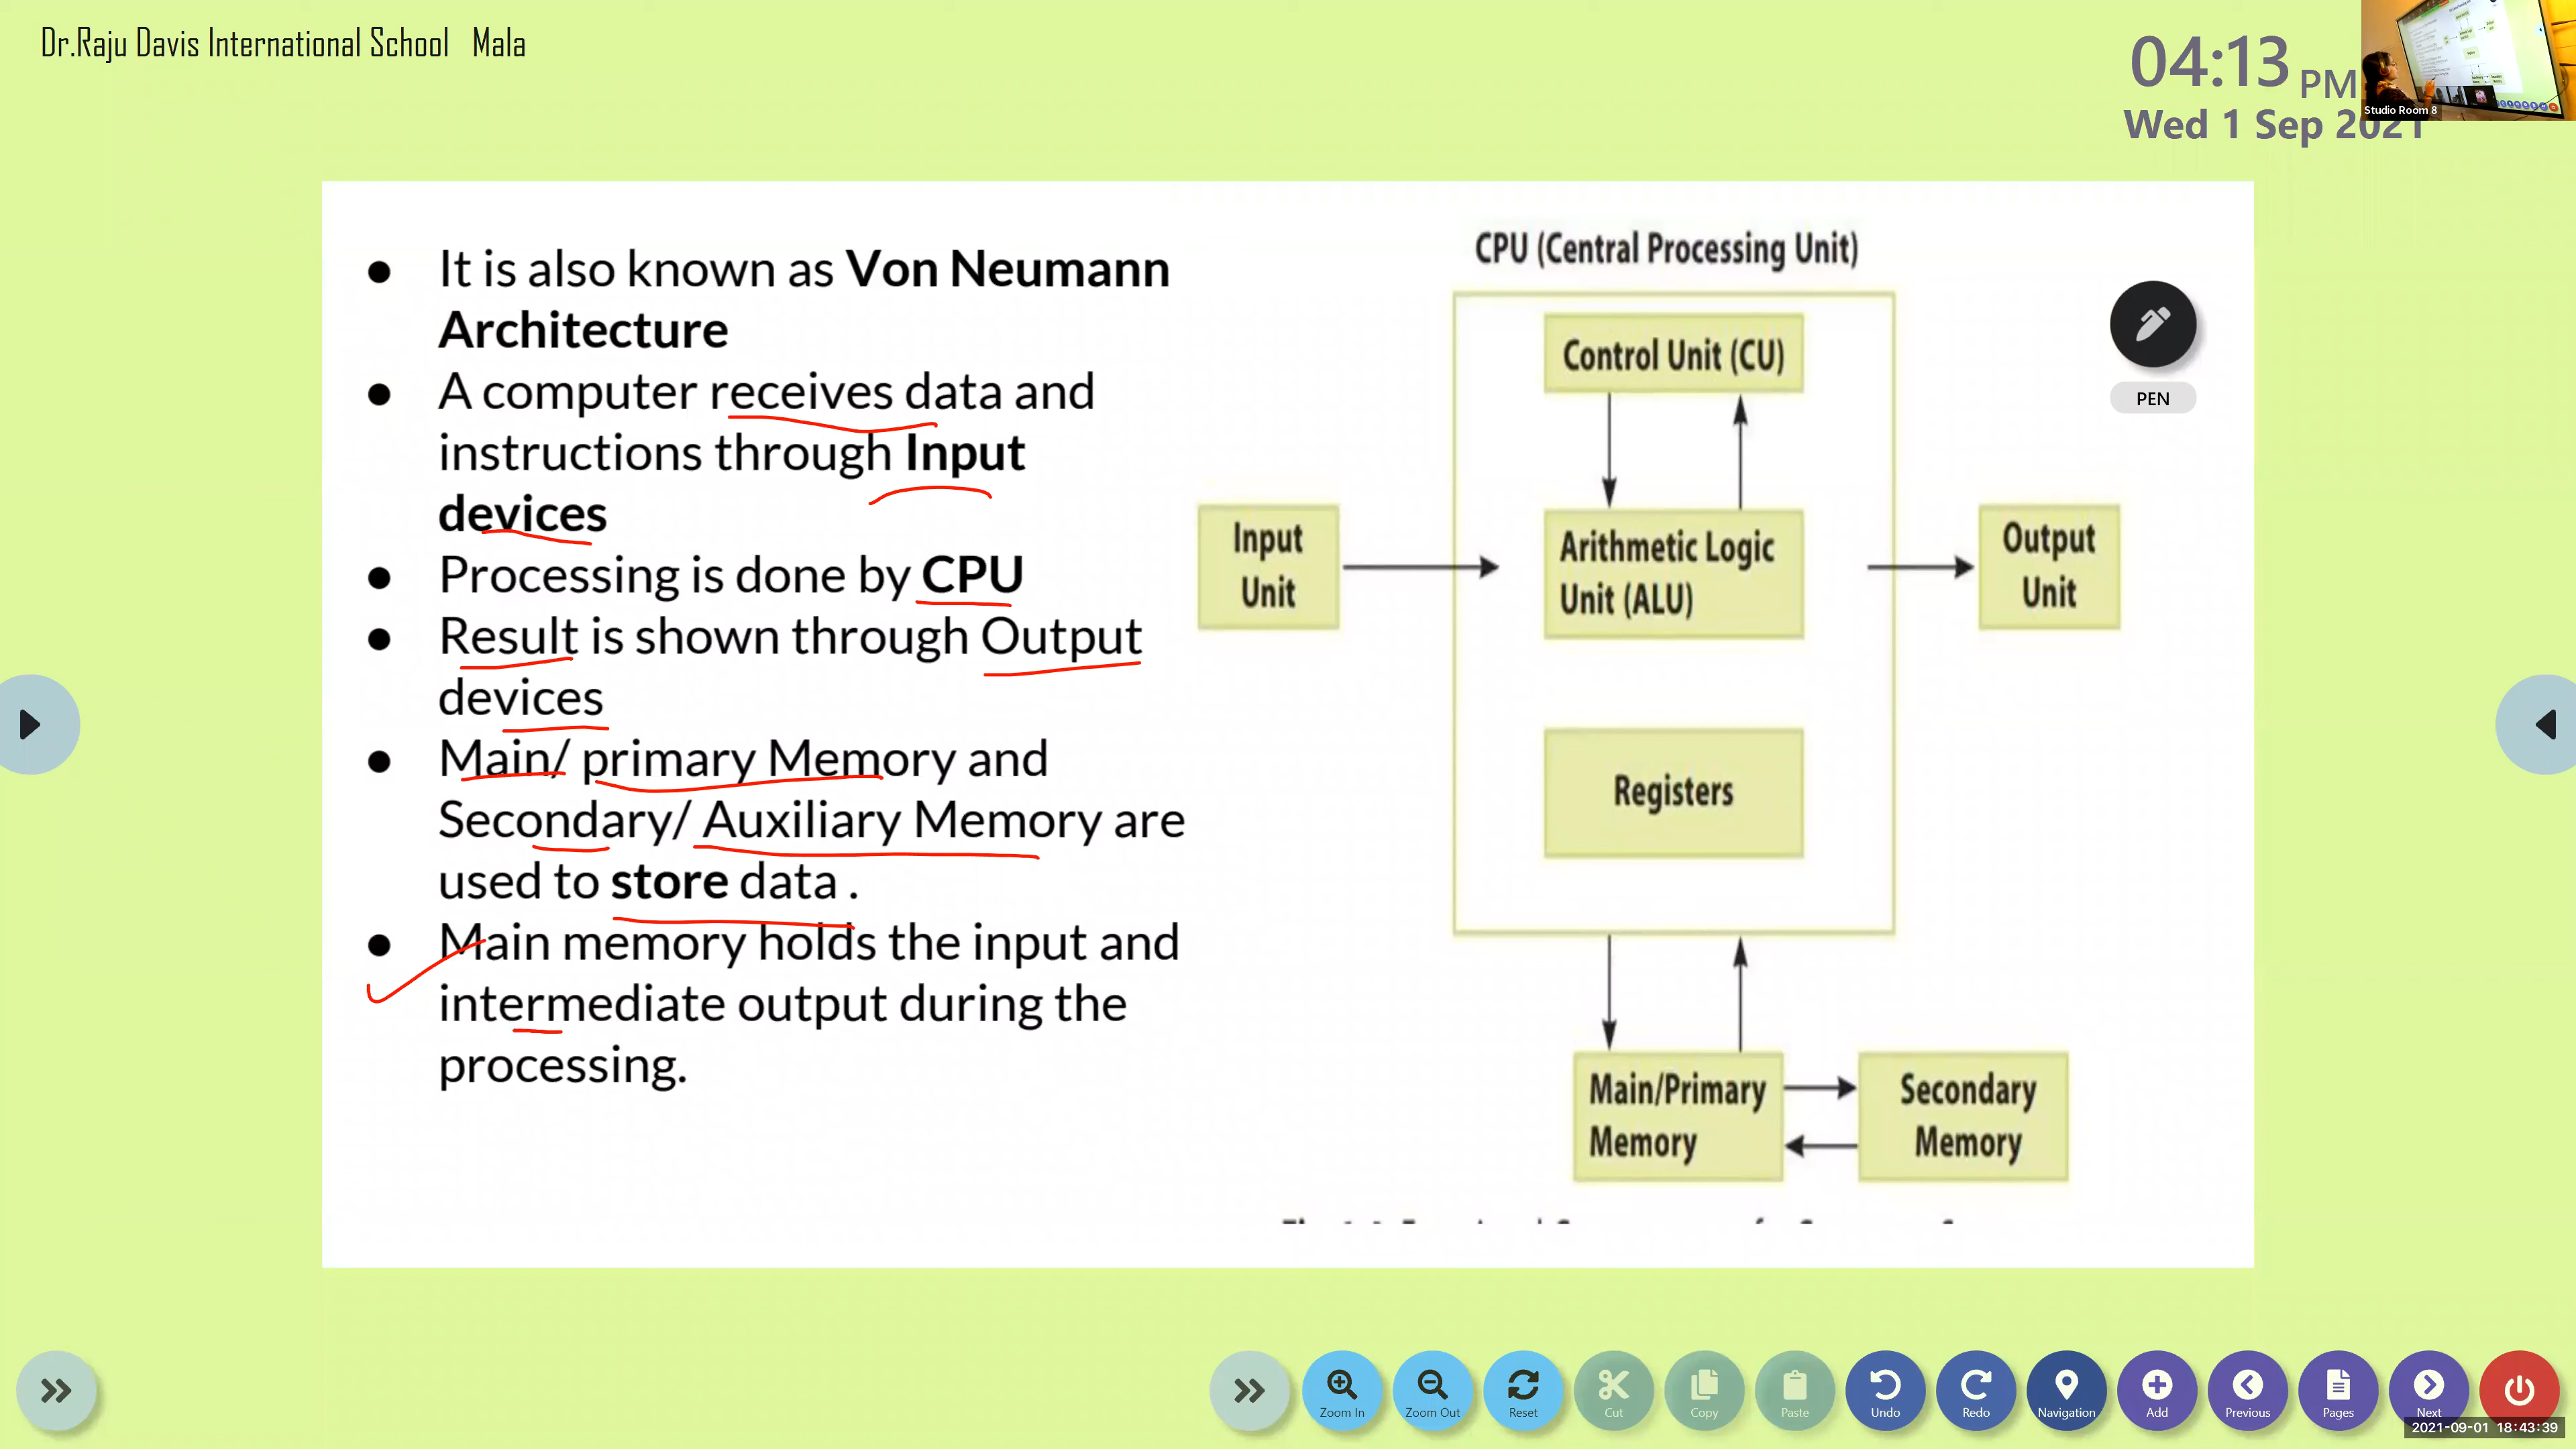 Dr.Raju Davis International School Mala
04:13 PM
Wed 1 Sep 2021
Studio Room 8
● It is also known as Von Neumann
Architecture
● A computer receives data and
instructions through Input
devices
● Processing is done by CPU
● Result is shown through Output
devices
● Main/ primary Memory and
Secondary/ Auxiliary Memory are
used to store data .
● Main memory holds the input and
intermediate output during the
processing.
CPU (Central Processing Unit)
Control Unit (CU)
Input
Unit
Arithmetic Logic
Unit (ALU)
Output
Unit
Registers
Main/Primary
Memory
Secondary
Memory
PEN
Zoom In
Zoom Out
Reset
Cut
Copy
Paste
Undo
Redo
Navigation
Add
Previous
Pages
Next
2021-09-01 18:43:39